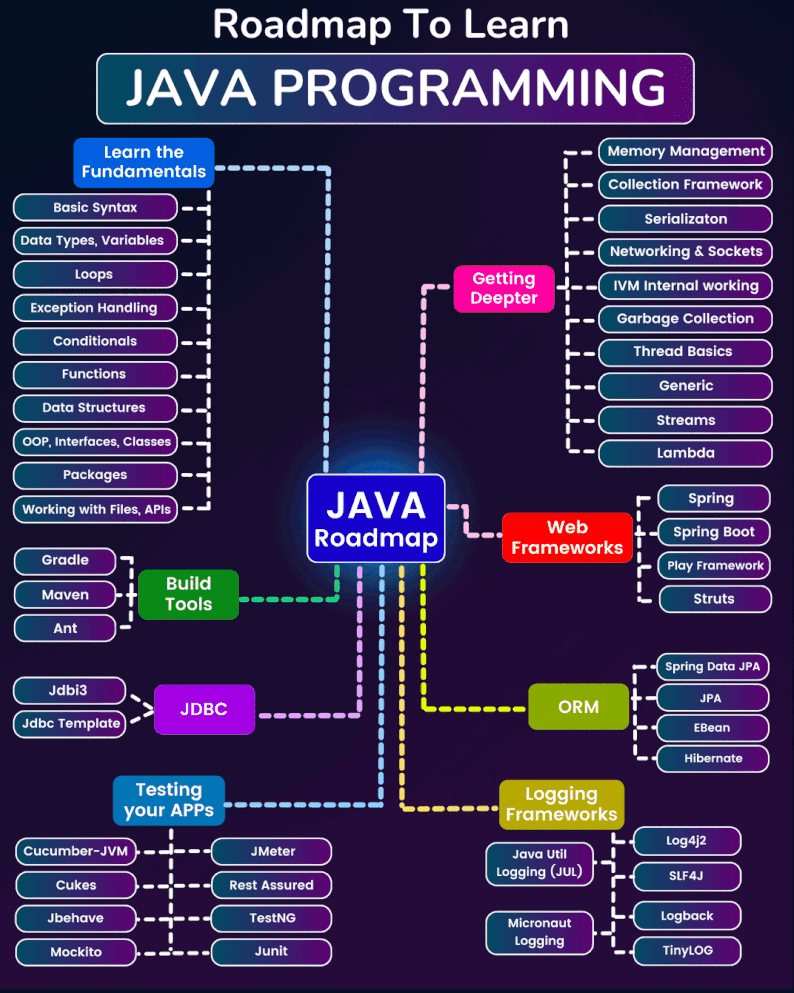 Roadmap To Learn
JAVA PROGRAMMING
Learn the
Fundamentals
Basic Syntax
Data Types, Variables
Loops
Exception Handling
Conditionals
Functions
Data Structures
OOP, Interfaces, Classes
Packages
Working with Files, APIs
Getting
Deepter
Memory Management
Collection Framework
Serializaton
Networking & Sockets
IVM Internal working
Garbage Collection
Thread Basics
Generic
Streams
Lambda
JAVA
Roadmap
Web
Frameworks
Spring
Spring Boot
Play Framework
Struts
Build
Tools
Gradle
Maven
Ant
JDBC
Jdbi3
Jdbc Template
ORM
Spring Data JPA
JPA
EBean
Hibernate
Testing
your APPs
Cucumber-JVM
Cukes
Jbehave
Mockito
JMeter
Rest Assured
TestNG
Junit
Logging
Frameworks
Java Util
Logging (JUL)
Micronaut
Logging
Log4j2
SLF4J
Logback
TinyLOG